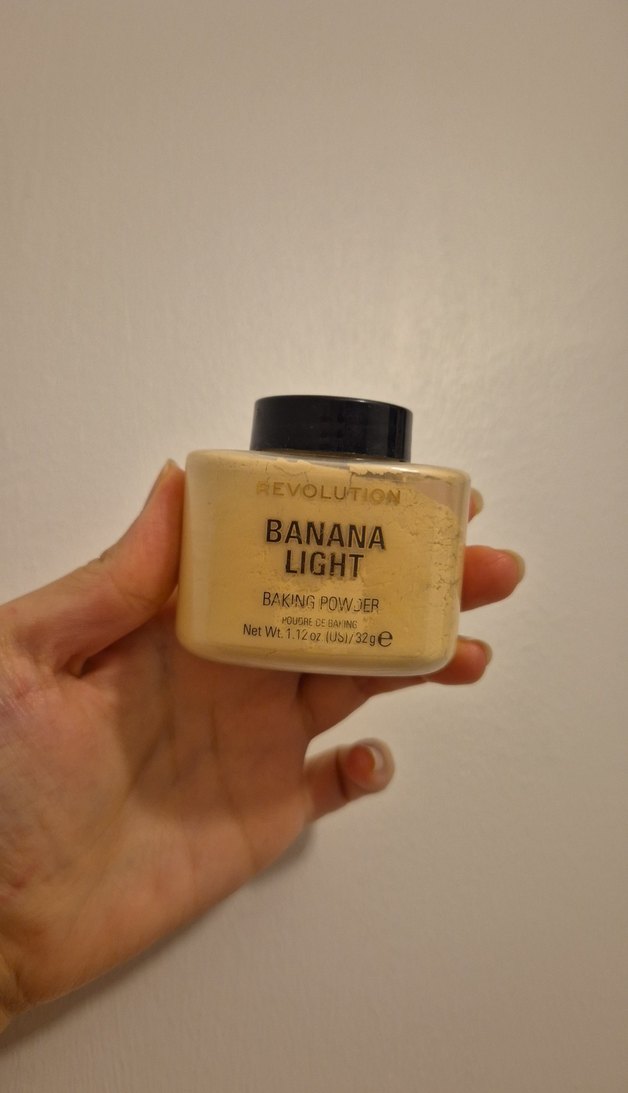 REVOLUTION
BANANA
LIGHT
BAKING POWDER
POUDRE DE BAKING
Net Wt. 1.12 oz. (US) / 32g ℮